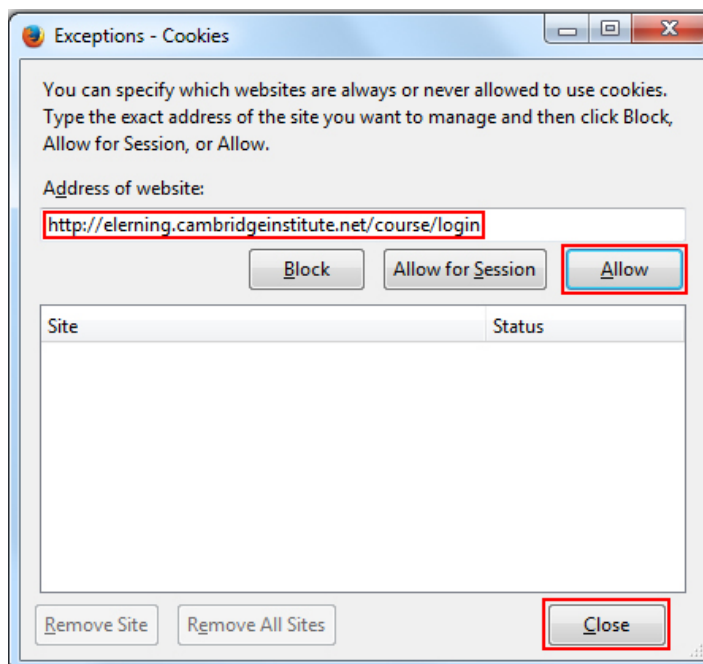 Exceptions - Cookies
You can specify which websites are always or never allowed to use cookies.
Type the exact address of the site you want to manage and then click Block,
Allow for Session, or Allow.
Address of website:
http://elerning.cambridgeinstitute.net/course/login
Block Allow for Session Allow
Site Status
Remove Site Remove All Sites Close